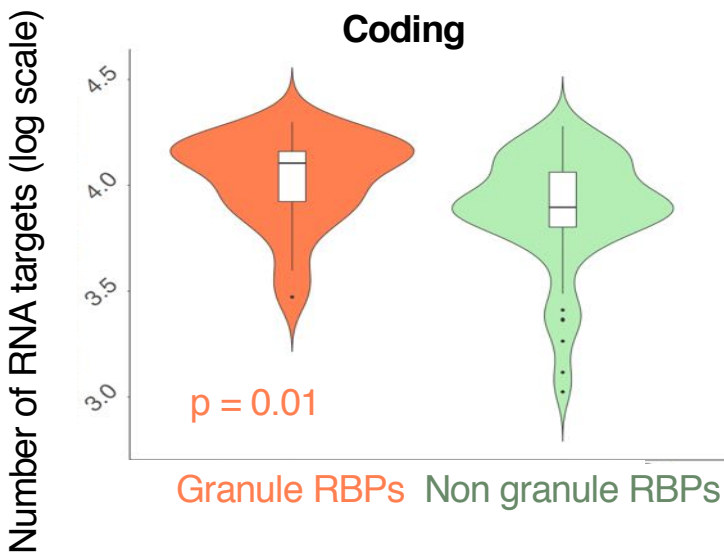 Coding
Number of RNA targets (log scale)
4.5
4.0
3.5
3.0
p = 0.01
Granule RBPs
Non granule RBPs